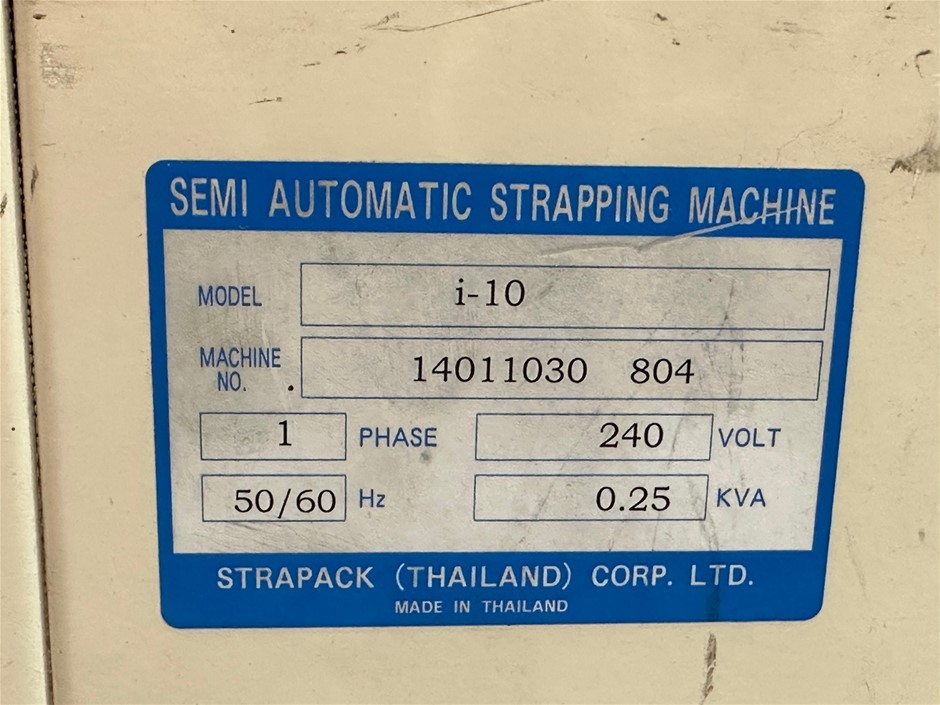 SEMI AUTOMATIC STRAPPING MACHINE
MODEL i-10
MACHINE NO. 14011030 804
1 PHASE 240 VOLT
50/60 Hz 0.25 KVA
STRAPACK (THAILAND) CORP. LTD.
MADE IN THAILAND